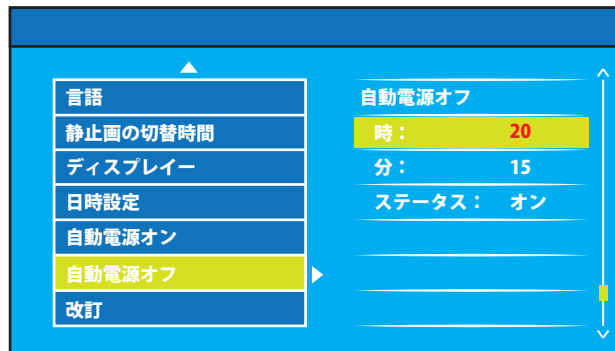 言語
静止画の切替時間
ディスプレイー
日時設定
自動電源オン
自動電源オフ
改訂
自動電源オフ
時： 20
分： 15
ステータス： オン